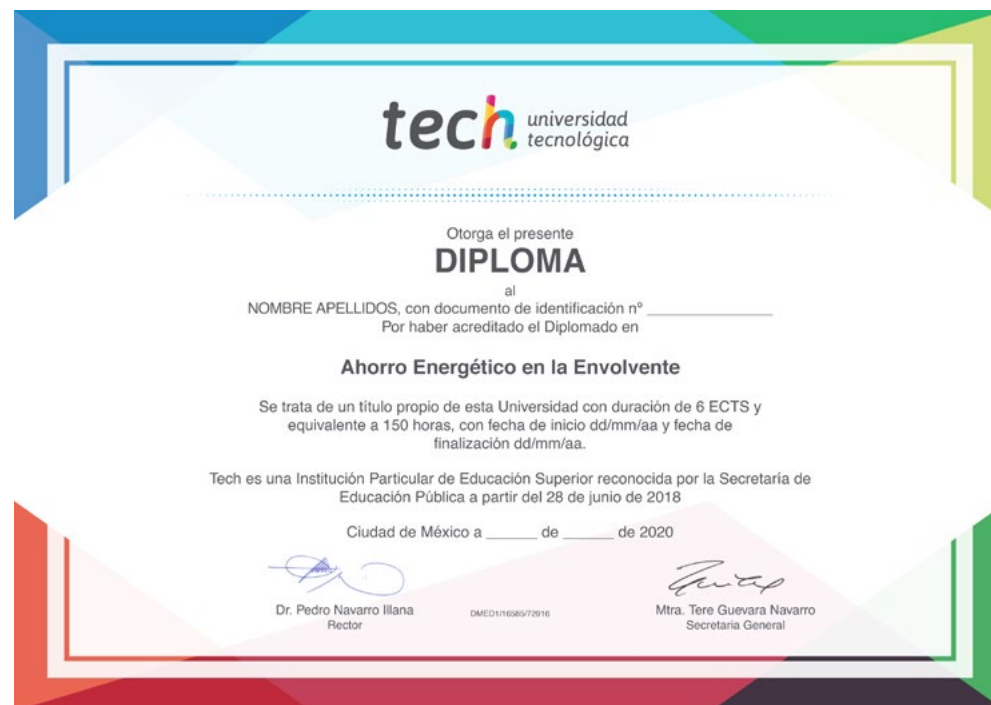 tech universidad
tecnológica
Otorga el presente
DIPLOMA
al
NOMBRE APELLIDOS, con documento de identificación nº _______________
Por haber acreditado el Diplomado en
Ahorro Energético en la Envolvente
Se trata de un título propio de esta Universidad con duración de 6 ECTS y
equivalente a 150 horas, con fecha de inicio dd/mm/aa y fecha de
finalización dd/mm/aa.
Tech es una Institución Particular de Educación Superior reconocida por la Secretaría de
Educación Pública a partir del 28 de junio de 2018
Ciudad de México a ______ de ______ de 2020
Dr. Pedro Navarro Illana
Rector
DMED1/16585/72916
Mtra. Tere Guevara Navarro
Secretaria General